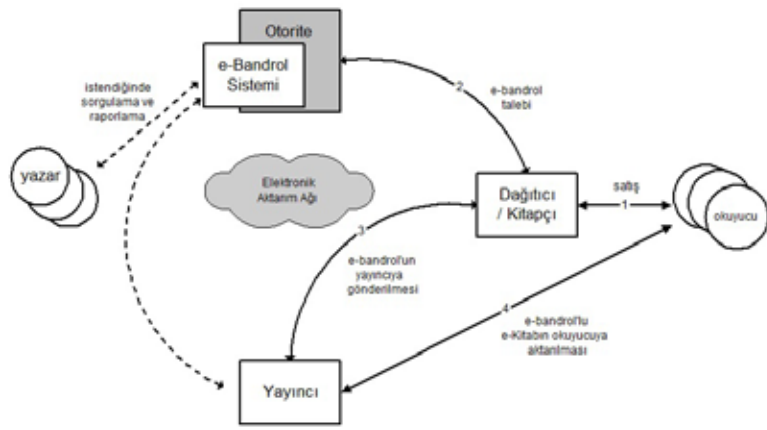 Otorite
e-Bandrol
Sistemi
istendiğinde
sorgulama ve
raporlama
2
e-bandrol
talebi
yazar
Elektronik
Aktarım Ağı
Dağıtıcı
/ Kitapçı
satış
1
okuyucu
3
e-bandrol'un
yayıncıya
gönderilmesi
4
e-bandrol'lu
e-Kitabın okuyucuya
aktarılması
Yayıncı